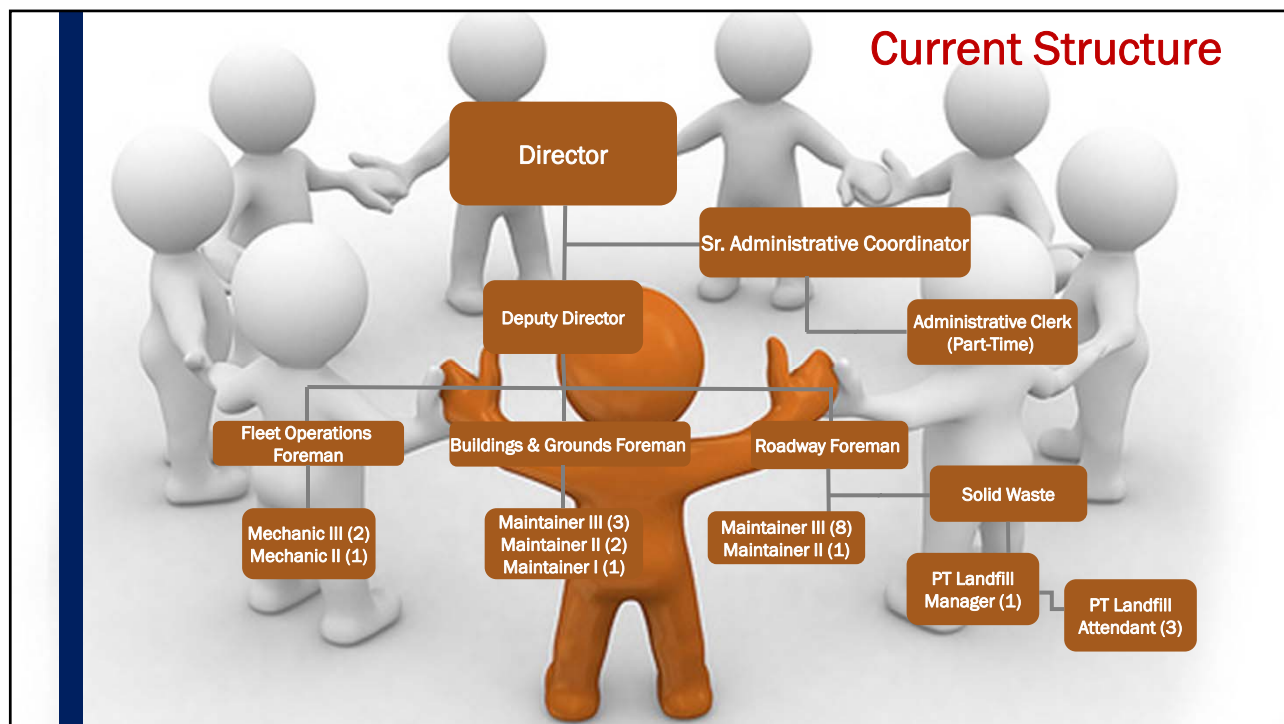 Current Structure
Director
Sr. Administrative Coordinator
Deputy Director
Administrative Clerk
(Part-Time)
Fleet Operations
Foreman
Buildings & Grounds Foreman
Roadway Foreman
Solid Waste
Mechanic III (2)
Mechanic II (1)
Maintainer III (3)
Maintainer II (2)
Maintainer I (1)
Maintainer III (8)
Maintainer II (1)
PT Landfill
Manager (1)
PT Landfill
Attendant (3)